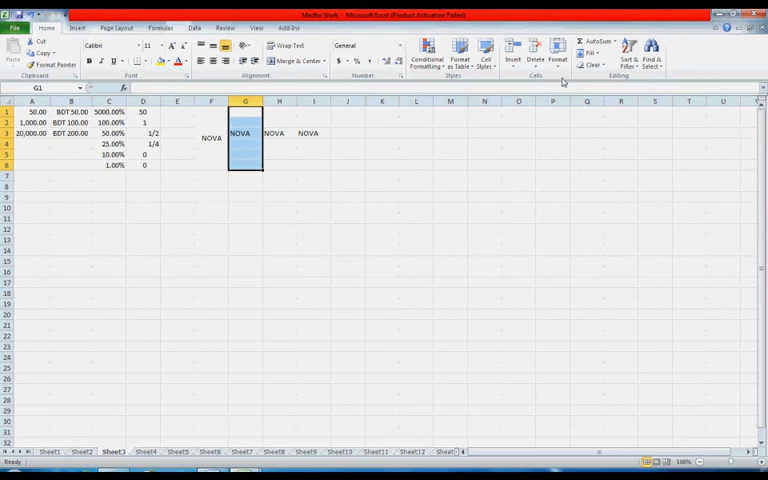 Medha Work - Microsoft Excel (Product Activation Failed)
File Home Insert Page Layout Formulas Data Review View Add-Ins
Paste Cut Copy Format Painter Clipboard
Calibri 11 B I U Font
Wrap Text Merge & Center Alignment
General $ % , Number
Conditional Formatting Format as Table Cell Styles Styles
Insert Delete Format Cells
AutoSum Fill Clear Sort & Filter Find & Select Editing
G1 fx
A B C D E F G H I J K L M N O P Q R S T U V
1 50.00 BDT 50.00 5000.00% 50
2 1,000.00 BDT 100.00 100.00% 1
3 20,000.00 BDT 200.00 50.00% 1/2 NOVA NOVA NOVA NOVA
4 25.00% 1/4
5 10.00% 0
6 1.00% 0
7
8
9
10
11
12
13
14
15
16
17
18
19
20
21
22
23
24
25
26
27
28
29
30
31
32
Sheet1 Sheet2 Sheet3 Sheet4 Sheet5 Sheet6 Sheet7 Sheet8 Sheet9 Sheet10 Sheet11 Sheet12 Sheet
Ready 100%